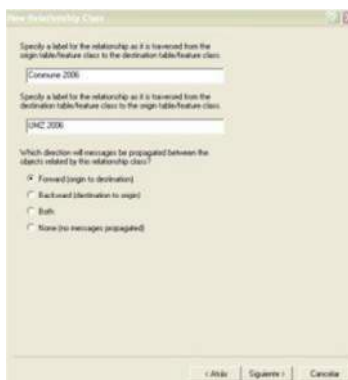 New Relationship Class
Specify a label for the relationship as it is traversed from the
origin table/feature class to the destination table/feature class.
Commune 2006
Specify a label for the relationship as it is traversed from the
destination table/feature class to the origin table/feature class.
UMZ 2006
Which direction will messages be propagated between the
objects related by this relationship class?
Forward (origin to destination)
Backward (destination to origin)
Both
None (no messages propagated)
< Atrás
Siguiente >
Cancelar